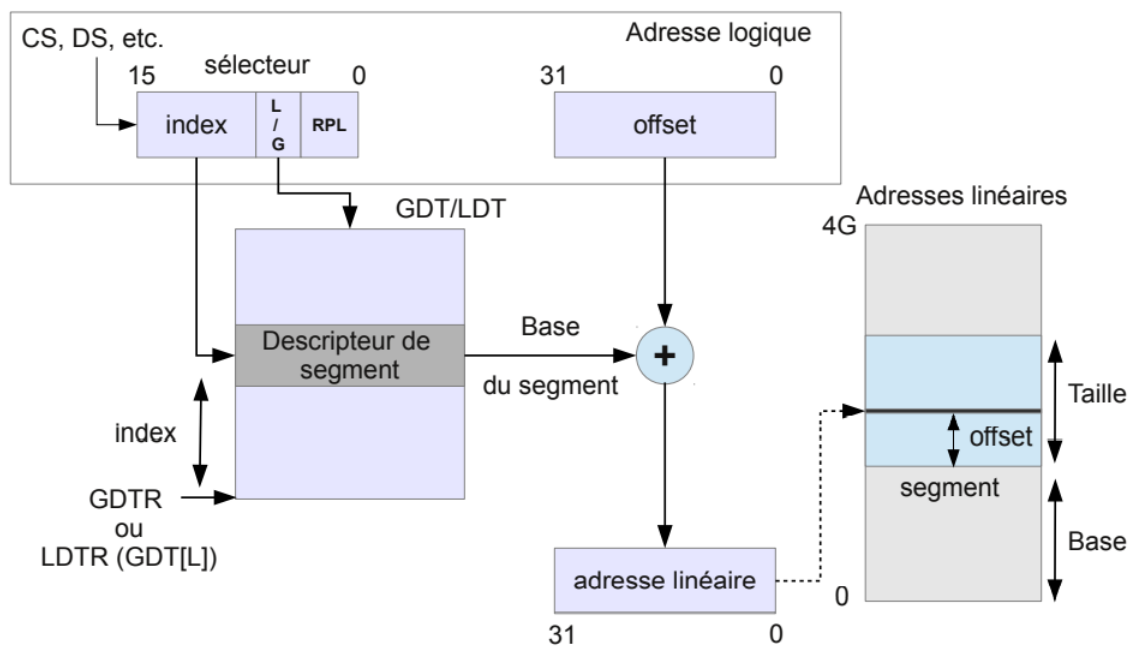 CS, DS, etc.
Adresse logique
15
sélecteur
0
31
0
index
L
/
G
RPL
offset
GDT/LDT
Adresses linéaires
4G
Descripteur de
segment
Base
du segment
+
Taille
offset
index
segment
GDTR
ou
LDTR (GDT[L])
Base
adresse linéaire
0
31
0